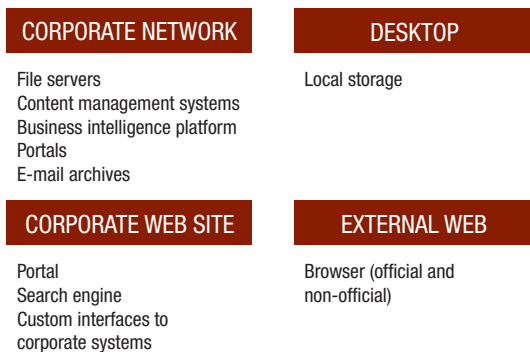 CORPORATE NETWORK
File servers
Content management systems
Business intelligence platform
Portals
E-mail archives
DESKTOP
Local storage
CORPORATE WEB SITE
Portal
Search engine
Custom interfaces to
corporate systems
EXTERNAL WEB
Browser (official and
non-official)